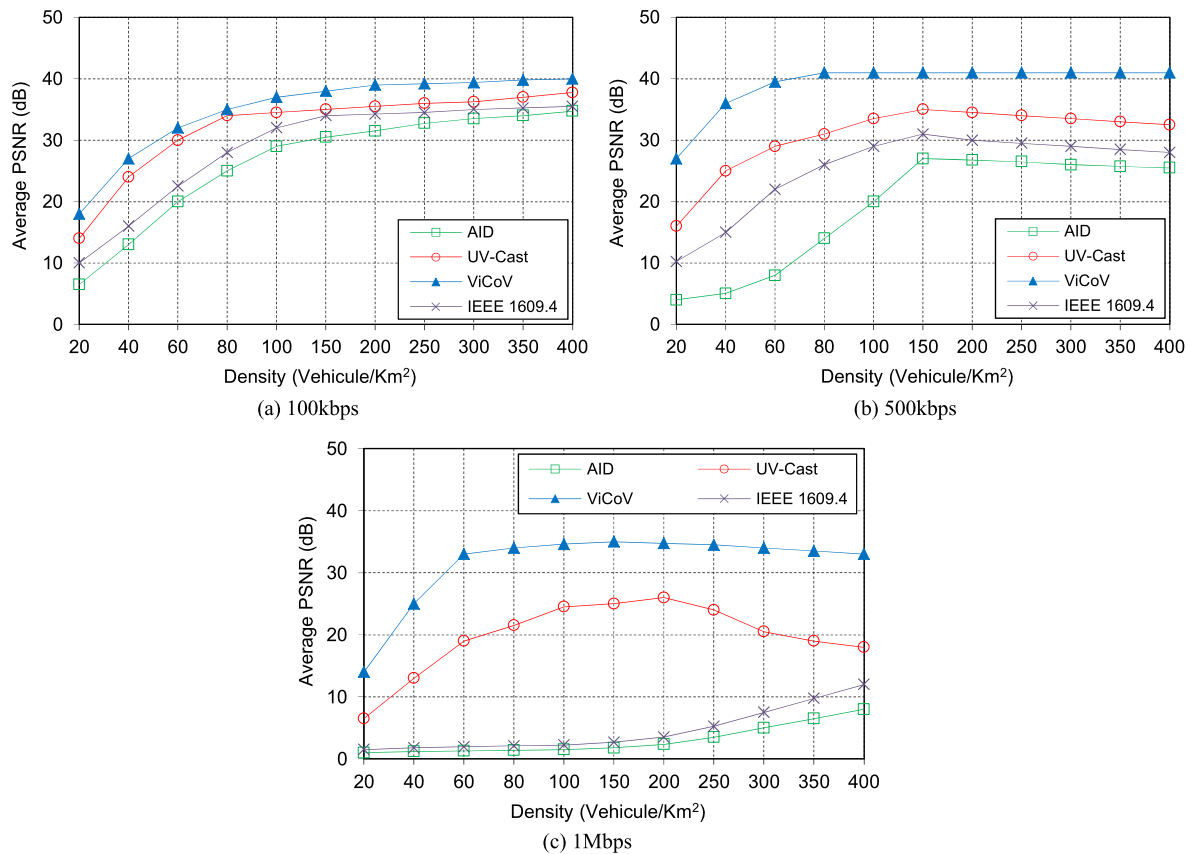 50
40
30
20
10
0
Average PSNR (dB)
AID
UV-Cast
ViCoV
IEEE 1609.4
20 40 60 80 100 150 200 250 300 350 400
Density (Vehicule/Km²)
(a) 100kbps
50
40
30
20
10
0
Average PSNR (dB)
AID
UV-Cast
ViCoV
IEEE 1609.4
20 40 60 80 100 150 200 250 300 350 400
Density (Vehicule/Km²)
(b) 500kbps
50
40
30
20
10
0
Average PSNR (dB)
AID UV-Cast
ViCoV IEEE 1609.4
20 40 60 80 100 150 200 250 300 350 400
Density (Vehicule/Km²)
(c) 1Mbps